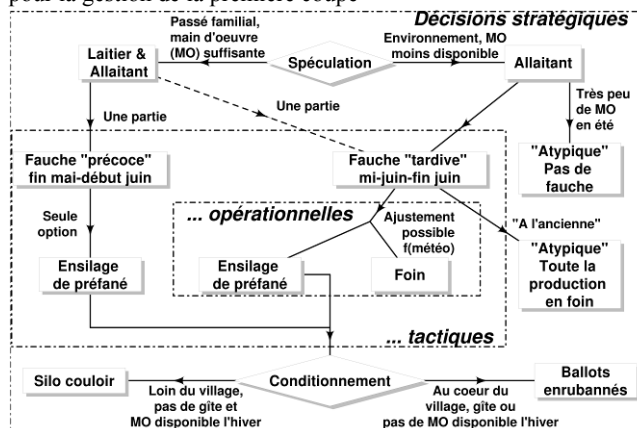 pour la gestion de la première coupe
Décisions stratégiques
Passé familial,
main d'oeuvre
(MO) suffisante
Environnement, MO
moins disponible
Laitier &
Allaitant
Spéculation
Allaitant
Une partie
Une partie
Très peu
de MO
en été
Fauche "précoce"
fin mai-début juin
Fauche "tardive"
mi-juin-fin juin
"Atypique"
Pas de
fauche
... opérationnelles
Seule
option
Ajustement
possible
f(météo)
"A l'ancienne"
Ensilage
de préfané
Ensilage
de préfané
Foin
"Atypique"
Toute la
production
en foin
... tactiques
Silo couloir
Conditionnement
Ballots
enrubannés
Loin du village,
pas de gîte et
MO disponible l'hiver
Au coeur du
village, gîte ou
pas de MO disponible l'hiver